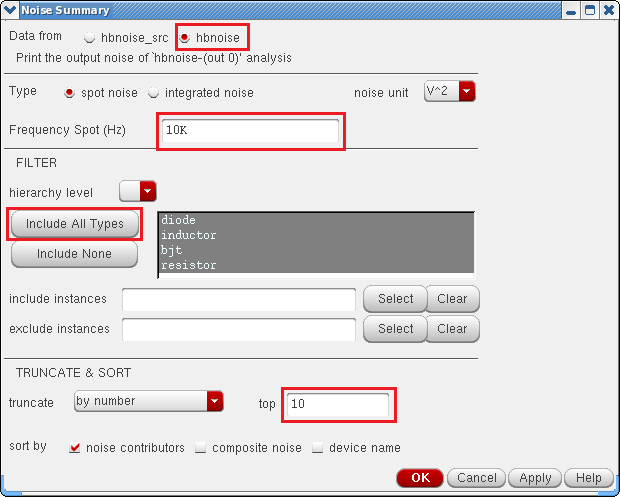 Noise Summary
Data from hbnoise_src hbnoise
Print the output noise of `hbnoise-(out 0)' analysis
Type spot noise integrated noise noise unit V^2
Frequency Spot (Hz) 10K
FILTER
hierarchy level
Include All Types
diode
inductor
Include None
bjt
resistor
include instances Select Clear
exclude instances Select Clear
TRUNCATE & SORT
truncate by number top 10
sort by noise contributors composite noise device name
OK Cancel Apply Help